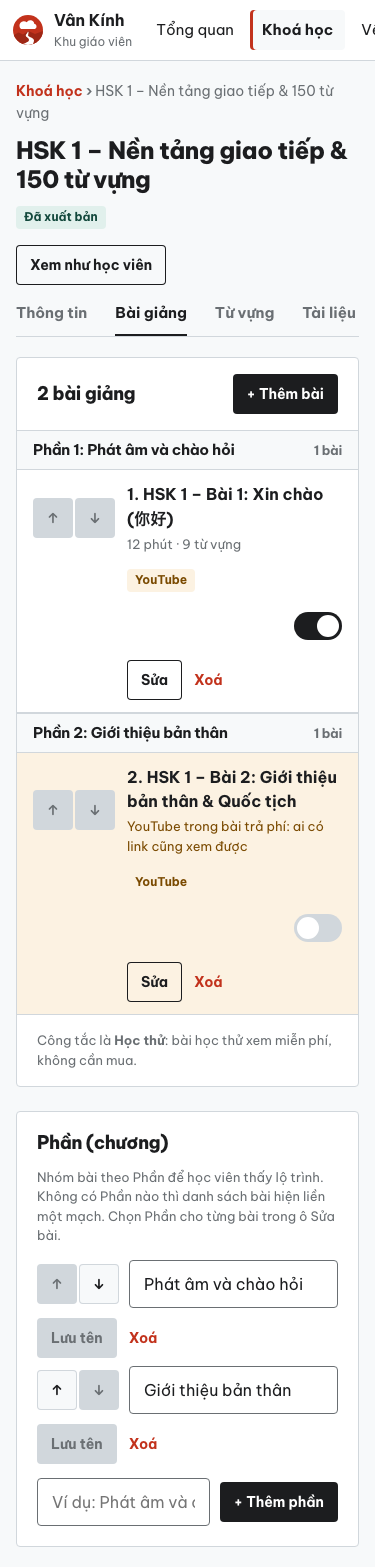 Vân Kính
Khu giáo viên
Tổng quan
Khoá học
Khoá học > HSK 1 – Nền tảng giao tiếp & 150 từ
vựng
HSK 1 – Nền tảng giao tiếp &
150 từ vựng
Đã xuất bản
Xem như học viên
Thông tin
Bài giảng
Từ vựng
Tài liệu
2 bài giảng
+ Thêm bài
Phần 1: Phát âm và chào hỏi
1 bài
↑ ↓
1. HSK 1 – Bài 1: Xin chào
(你好)
12 phút · 9 từ vựng
YouTube
Sửa
Xoá
Phần 2: Giới thiệu bản thân
1 bài
↑ ↓
2. HSK 1 – Bài 2: Giới thiệu
bản thân & Quốc tịch
YouTube trong bài trả phí: ai có
link cũng xem được
YouTube
Sửa
Xoá
Công tắc là Học thử: bài học thử xem miễn phí,
không cần mua.
Phần (chương)
Nhóm bài theo Phần để học viên thấy lộ trình.
Không có Phần nào thì danh sách bài hiện liền
một mạch. Chọn Phần cho từng bài trong ô Sửa
bài.
↑ ↓
Phát âm và chào hỏi
Lưu tên
Xoá
↑ ↓
Giới thiệu bản thân
Lưu tên
Xoá
Ví dụ: Phát âm và
+ Thêm phần